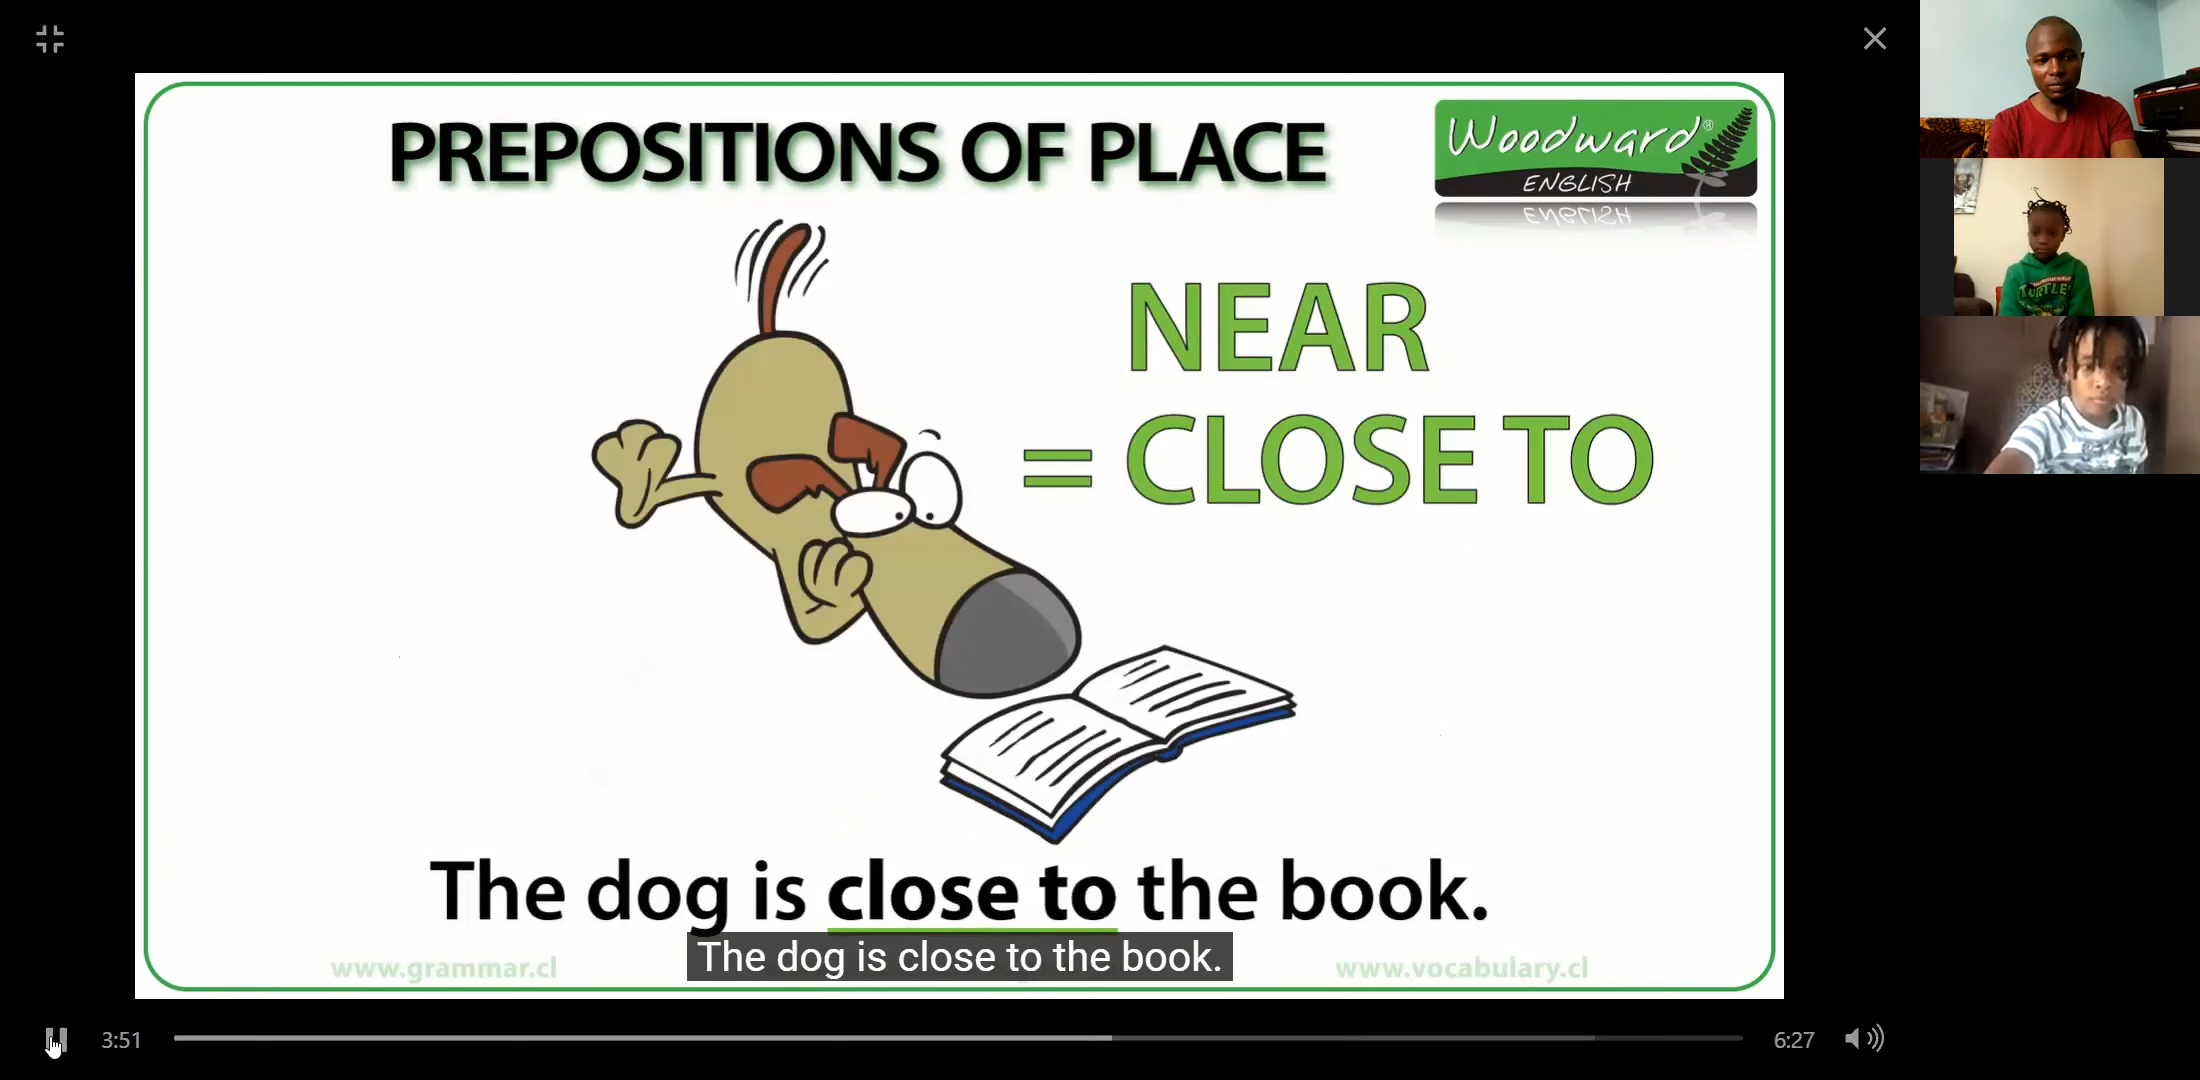 PREPOSITIONS OF PLACE
Woodward®
ENGLISH
NEAR
= CLOSE TO
The dog is close to the book.
The dog is close to the book.
www.grammar.cl
www.vocabulary.cl
3:51
6:27
TURTLE